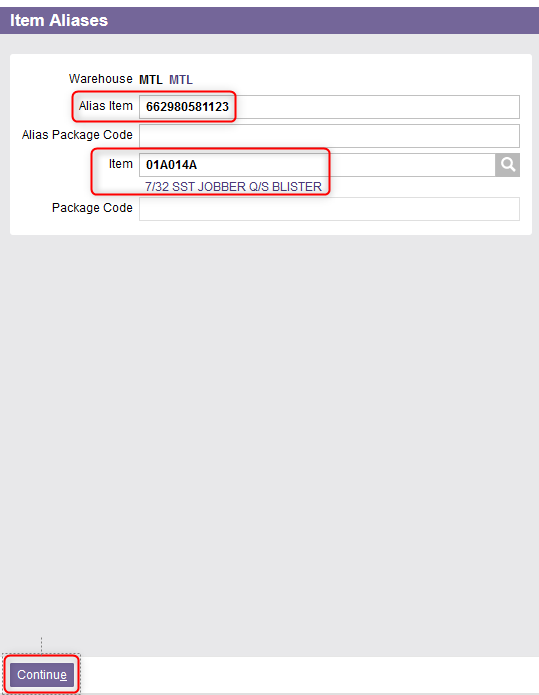 Item Aliases
Warehouse MTL MTL
Alias Item 662980581123
Alias Package Code
Item 01A014A
7/32 SST JOBBER Q/S BLISTER
Package Code
Continue